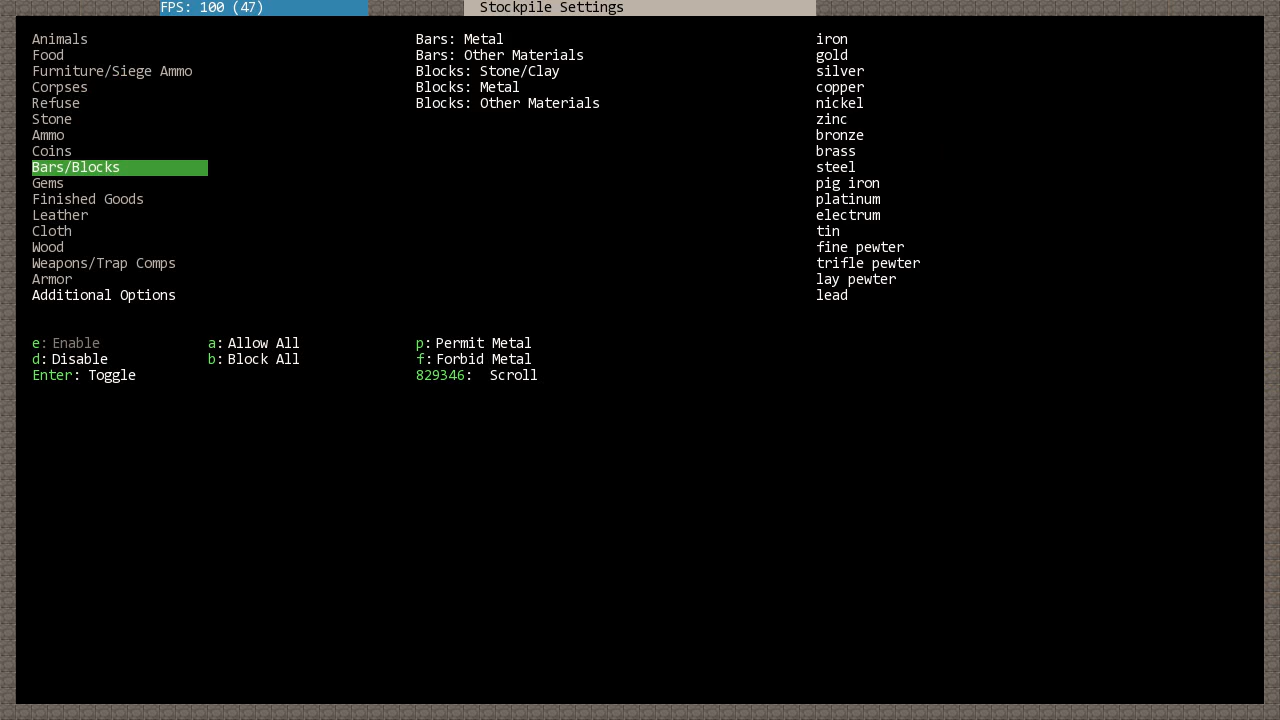 FPS: 100 (47) Stockpile Settings
Animals Bars: Metal iron
Food Bars: Other Materials gold
Furniture/Siege Ammo Blocks: Stone/Clay silver
Corpses Blocks: Metal copper
Refuse Blocks: Other Materials nickel
Stone zinc
Ammo bronze
Coins brass
Bars/Blocks steel
Gems pig iron
Finished Goods platinum
Leather electrum
Cloth tin
Wood fine pewter
Weapons/Trap Comps trifle pewter
Armor lay pewter
Additional Options lead
e: Enable a: Allow All p: Permit Metal
d: Disable b: Block All f: Forbid Metal
Enter: Toggle 829346: Scroll